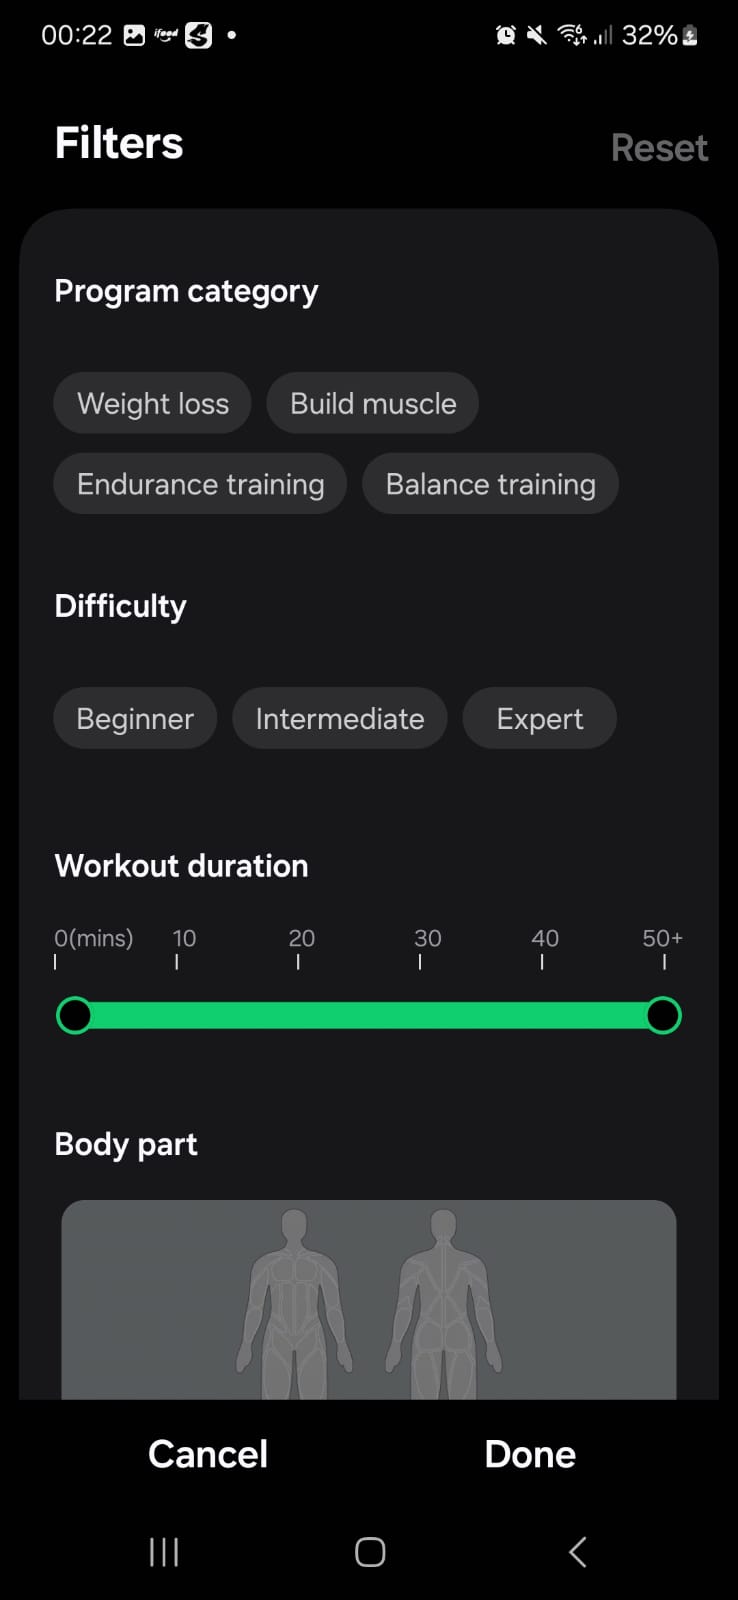 00:22 ifood 32%
Filters
Reset
Program category
Weight loss Build muscle
Endurance training Balance training
Difficulty
Beginner Intermediate Expert
Workout duration
0(mins) 10 20 30 40 50+
Body part
Cancel Done